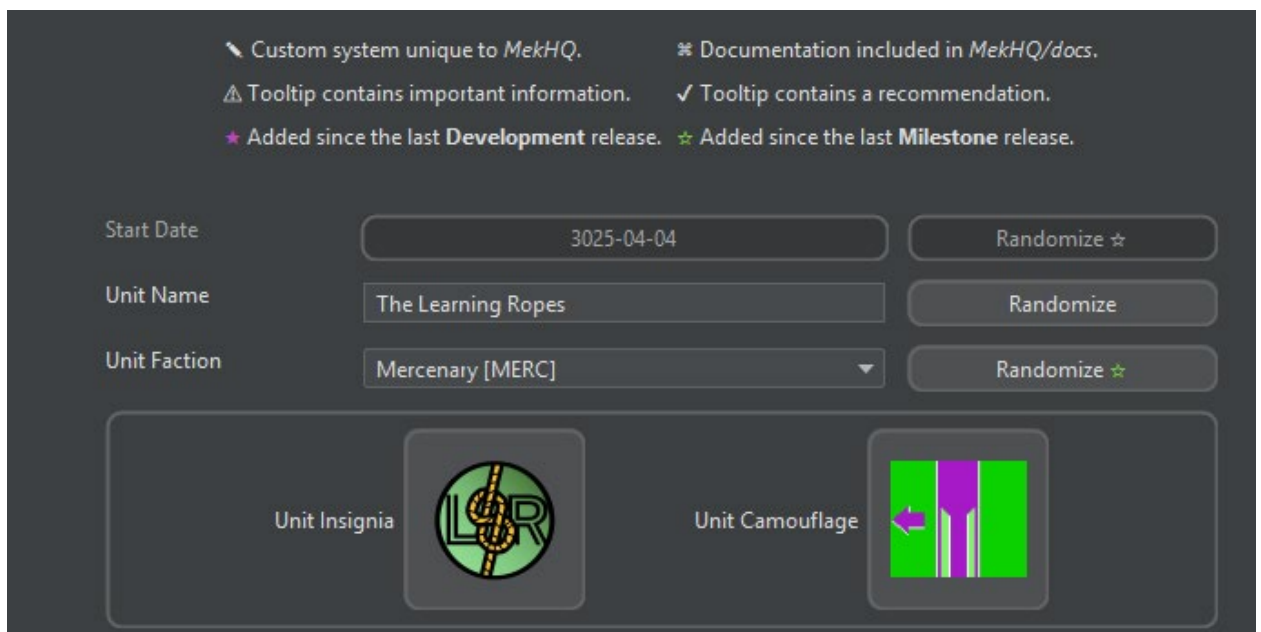 ✎ Custom system unique to MekHQ.
⌘ Documentation included in MekHQ/docs.
⚠ Tooltip contains important information.
✓ Tooltip contains a recommendation.
★ Added since the last Development release.
☆ Added since the last Milestone release.
Start Date
3025-04-04
Randomize ☆
Unit Name
The Learning Ropes
Randomize
Unit Faction
Mercenary [MERC]
Randomize ☆
Unit Insignia
L R
Unit Camouflage